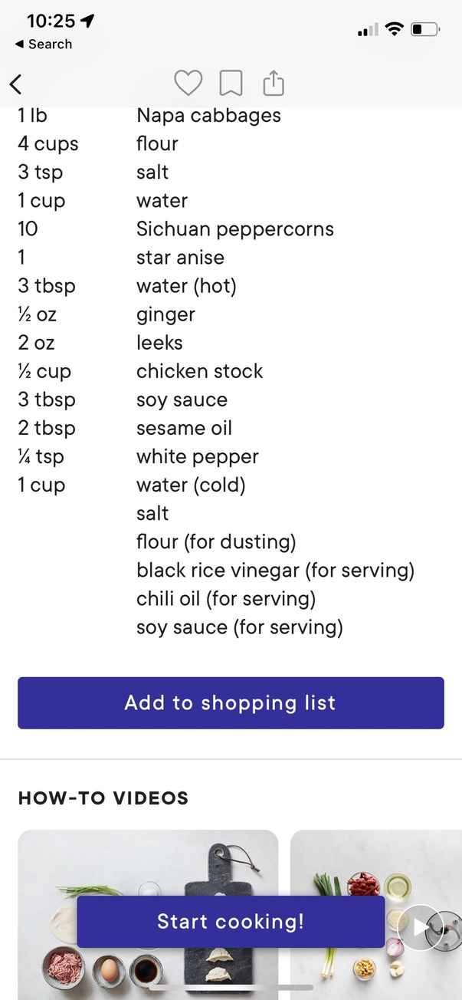 10:25
◀ Search
1 lb Napa cabbages
4 cups flour
3 tsp salt
1 cup water
10 Sichuan peppercorns
1 star anise
3 tbsp water (hot)
½ oz ginger
2 oz leeks
½ cup chicken stock
3 tbsp soy sauce
2 tbsp sesame oil
¼ tsp white pepper
1 cup water (cold)
salt
flour (for dusting)
black rice vinegar (for serving)
chili oil (for serving)
soy sauce (for serving)
Add to shopping list
HOW-TO VIDEOS
Start cooking!